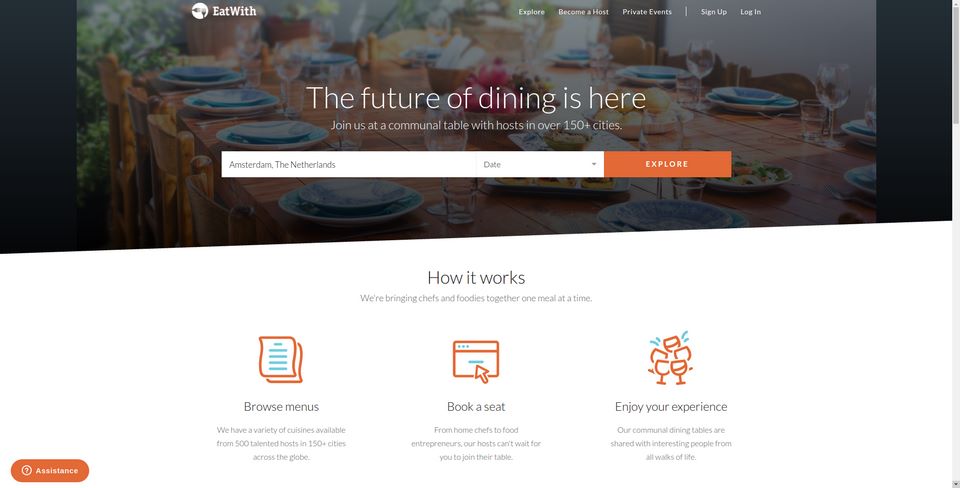 EatWith
Explore Become a Host Private Events Sign Up Log In
The future of dining is here
Join us at a communal table with hosts in over 150+ cities.
Amsterdam, The Netherlands Date EXPLORE
How it works
We're bringing chefs and foodies together one meal at a time.
Browse menus
We have a variety of cuisines available
from 500 talented hosts in 150+ cities
across the globe.
Book a seat
From home chefs to food
entrepreneurs, our hosts can't wait for
you to join their table.
Enjoy your experience
Our communal dining tables are
shared with interesting people from
all walks of life.
? Assistance